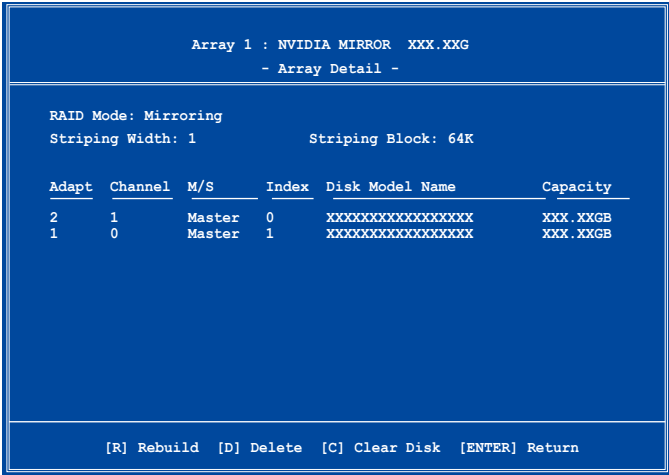 Array 1 : NVIDIA MIRROR  XXX.XXG
- Array Detail -
RAID Mode: Mirroring
Striping Width: 1    Striping Block: 64K
Adapt  Channel  M/S  Index  Disk Model Name  Capacity
2  1  Master  0  XXXXXXXXXXXXXXXXX  XXX.XXGB
1  0  Master  1  XXXXXXXXXXXXXXXXX  XXX.XXGB
[R] Rebuild  [D] Delete  [C] Clear Disk  [ENTER] Return